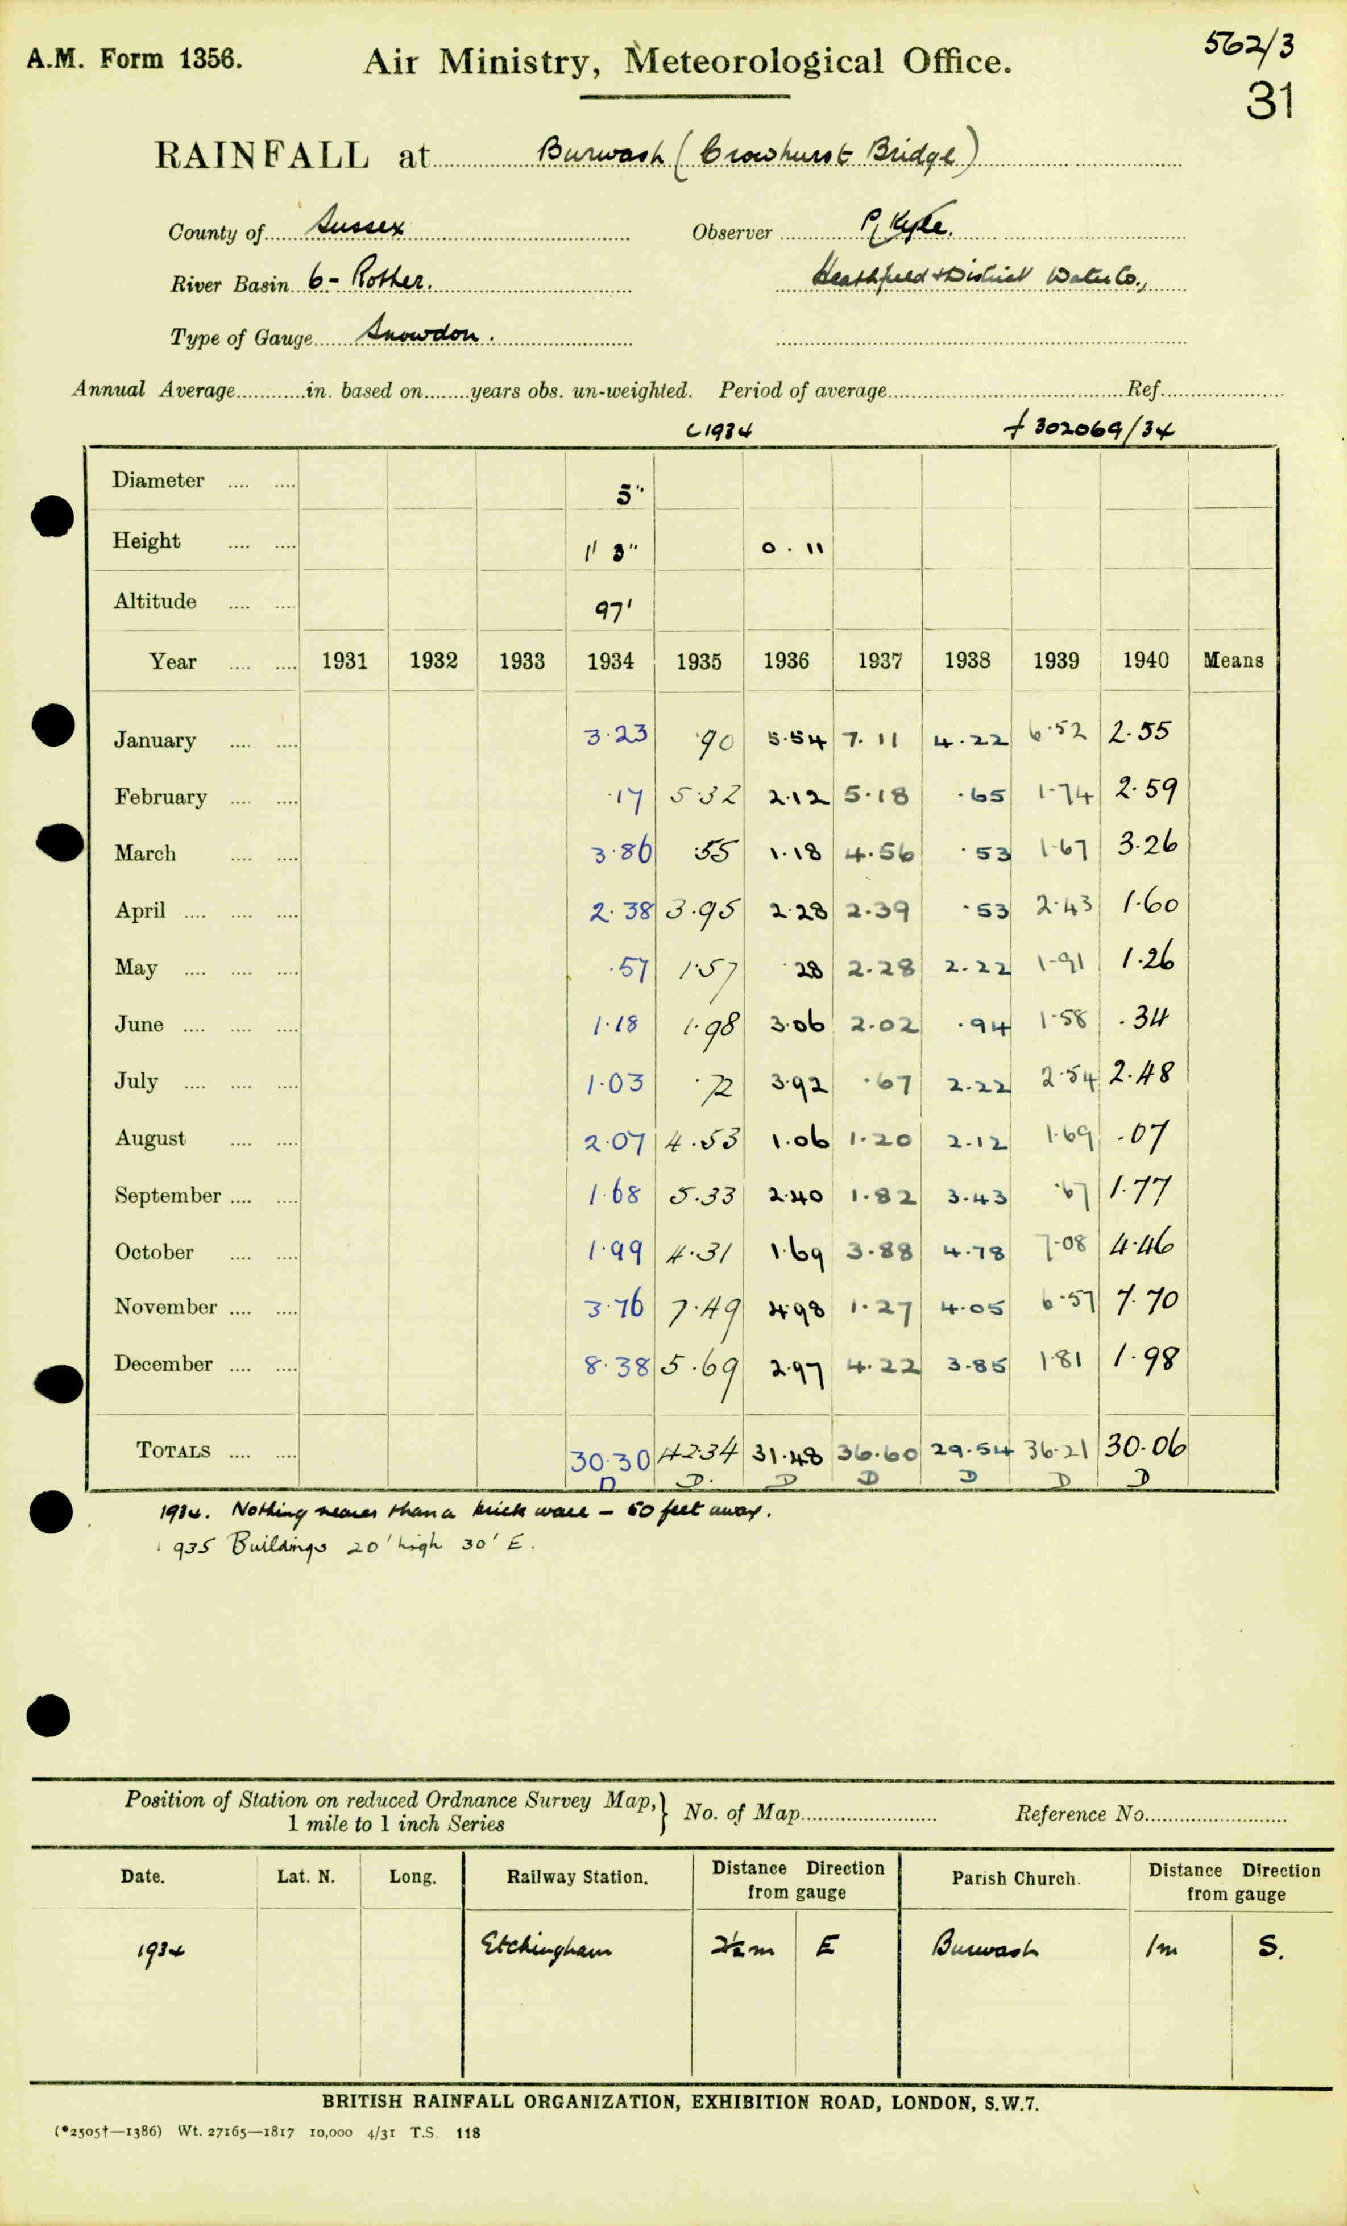 562/3
A.M. Form 1356. Air Ministry, Meteorological Office.
31
RAINFALL at Burwash (Crowhurst Bridge)
County of Sussex Observer P. Kyle.
River Basin 6 - Rother. Heathfield & District Water Co.,
Type of Gauge Snowdon.
Annual Average in. based on years obs. un-weighted. Period of average Ref.
1934 302069/34
Diameter 5"
Height 1' 3" 0.11
Altitude 97'
Year 1931 1932 1933 1934 1935 1936 1937 1938 1939 1940 Means
January 3.23 .90 5.54 7.11 4.22 6.52 2.55
February .17 5.32 2.12 5.18 .65 1.74 2.59
March 3.86 .55 1.18 4.56 .53 1.67 3.26
April 2.38 3.95 2.28 2.39 .53 2.43 1.60
May .57 1.57 .28 2.28 2.22 1.91 1.26
June 1.18 1.98 3.06 2.02 .94 1.58 .34
July 1.03 .72 3.92 .67 2.22 2.54 2.48
August 2.07 4.53 1.06 1.20 2.12 1.69 .07
September 1.68 5.33 2.40 1.82 3.43 .67 1.77
October 1.99 4.31 1.69 3.88 4.78 7.08 4.46
November 3.76 7.49 4.98 1.27 4.05 6.57 7.70
December 8.38 5.69 2.97 4.22 3.85 1.81 1.98
TOTALS 30.30 42.34 31.48 36.60 29.54 36.21 30.06
D D. D D D D D
1934. Nothing nearer than a brick wall - 50 feet away.
1935 Buildings 20' high 30' E.
Position of Station on reduced Ordnance Survey Map, } No. of Map Reference No.
1 mile to 1 inch Series
Date. Lat. N. Long. Railway Station. Distance Direction from gauge Parish Church. Distance Direction from gauge
1934 Etchingham 2½ m E Burwash 1m S.
BRITISH RAINFALL ORGANIZATION, EXHIBITION ROAD, LONDON, S.W.7.
(*2505†—1386) Wt. 27165—1817 10,000 4/31 T.S. 118